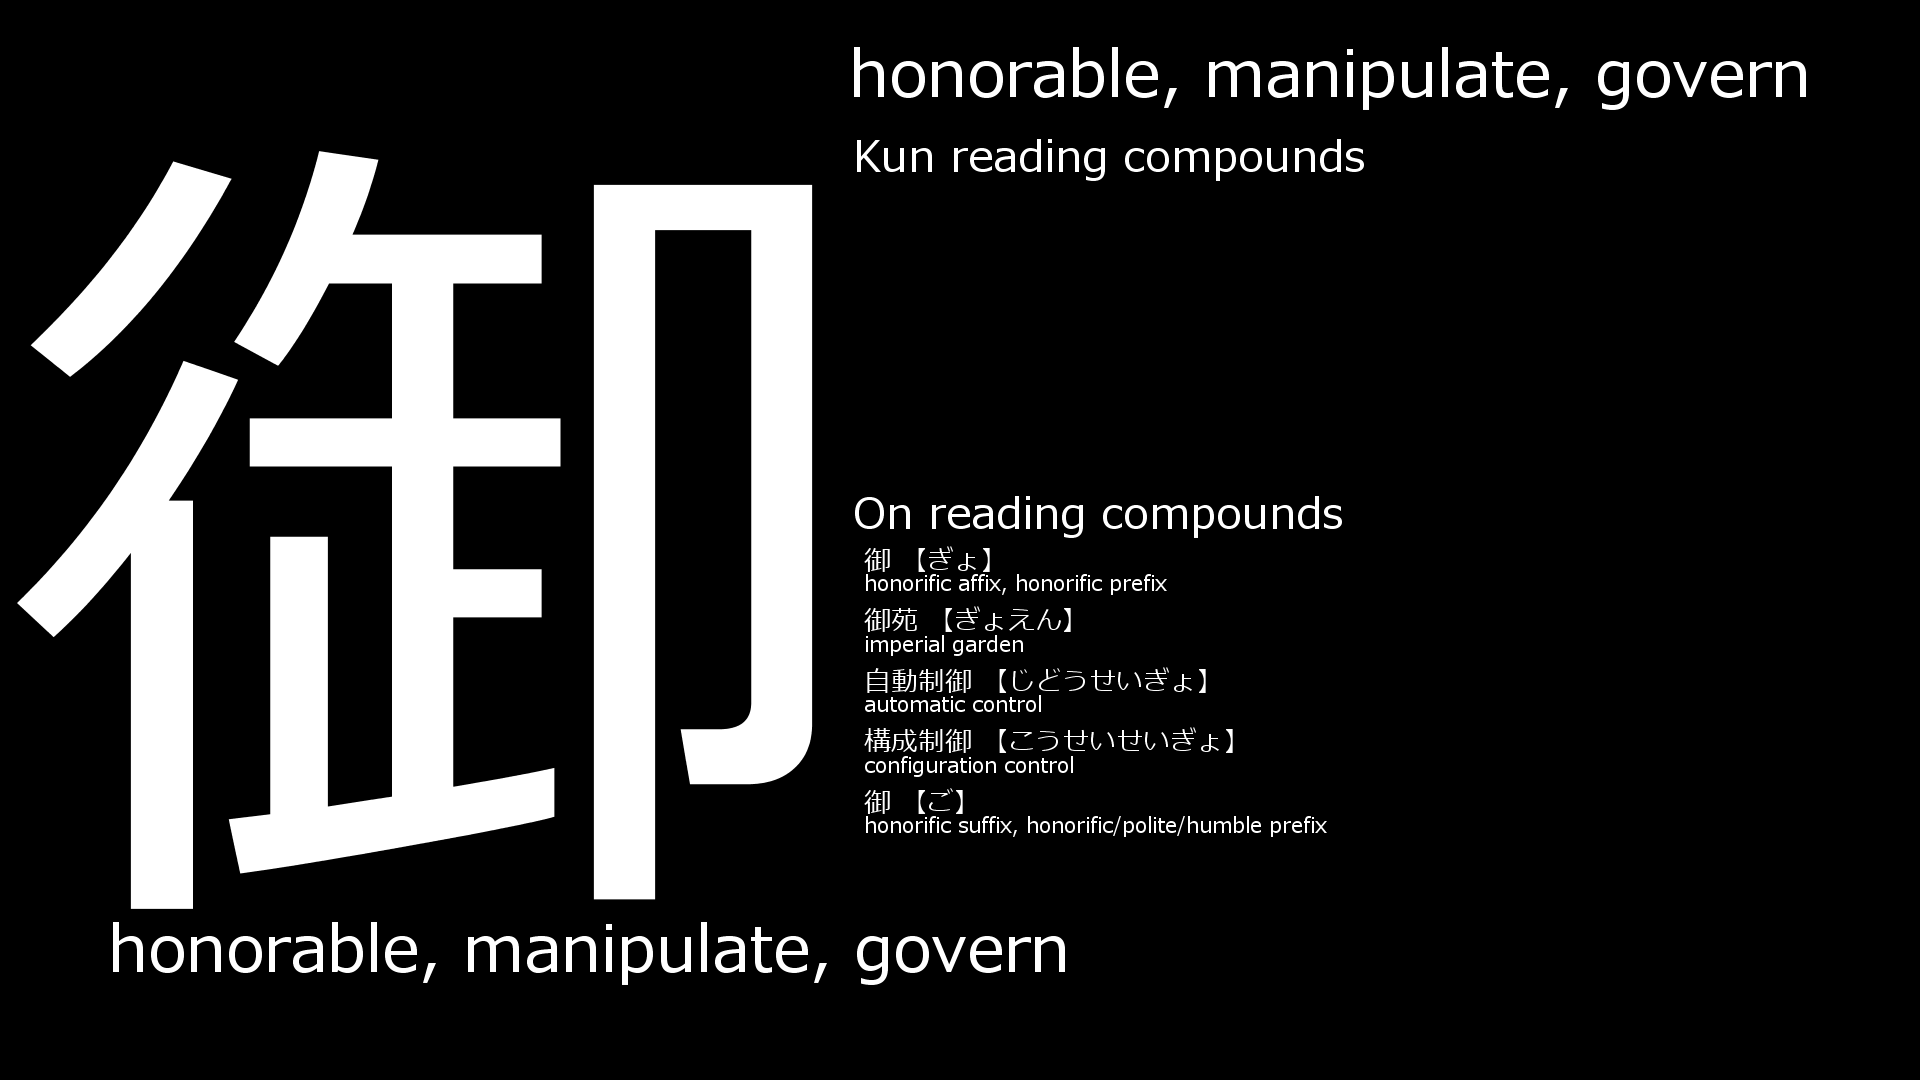 御
honorable, manipulate, govern
Kun reading compounds
On reading compounds
御 【ぎょ】
honorific affix, honorific prefix
御苑 【ぎょえん】
imperial garden
自動制御 【じどうせいぎょ】
automatic control
構成制御 【こうせいせいぎょ】
configuration control
御 【ご】
honorific suffix, honorific/polite/humble prefix
honorable, manipulate, govern